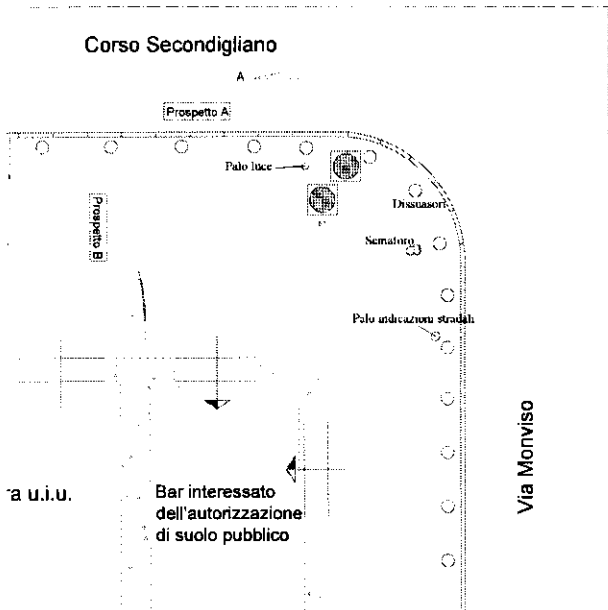 Corso Secondigliano
A
Prospetto A
Palo luce
Prospetto B
Dissuasori
Semaforo
Palo indicazioni stradali
Via Monviso
ra u.i.u.
Bar interessato
dell'autorizzazione
di suolo pubblico